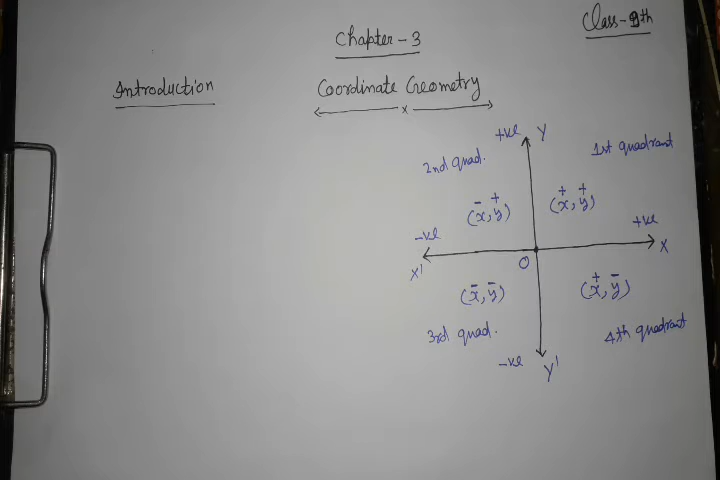 Class-9th
Chapter-3
Introduction
Coordinate Geometry
x
+ve Y
1st quadrant
2nd quad.
(x̄, y⁺)
(x⁺, y⁺)
-ve
+ve
X'
O
X
(x̄, ȳ)
(x⁺, ȳ)
3rd quad.
4th quadrant
-ve Y'